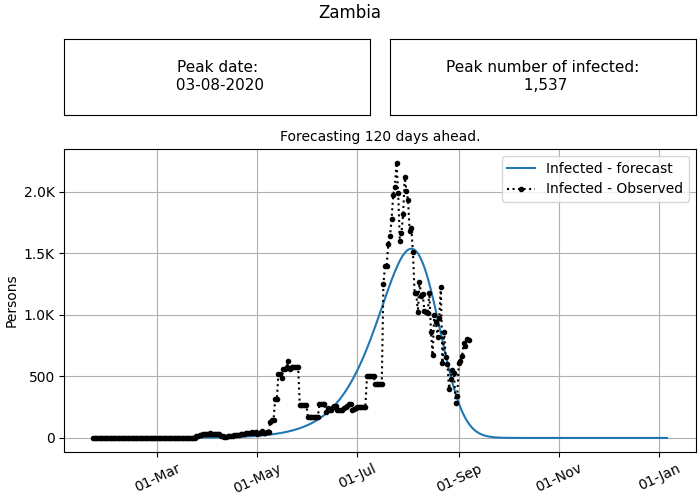 Zambia
Peak date:
03-08-2020
Peak number of infected:
1,537
Forecasting 120 days ahead.
Infected - forecast
Infected - Observed
Persons
2.0K
1.5K
1.0K
500
0
01-Mar
01-May
01-Jul
01-Sep
01-Nov
01-Jan